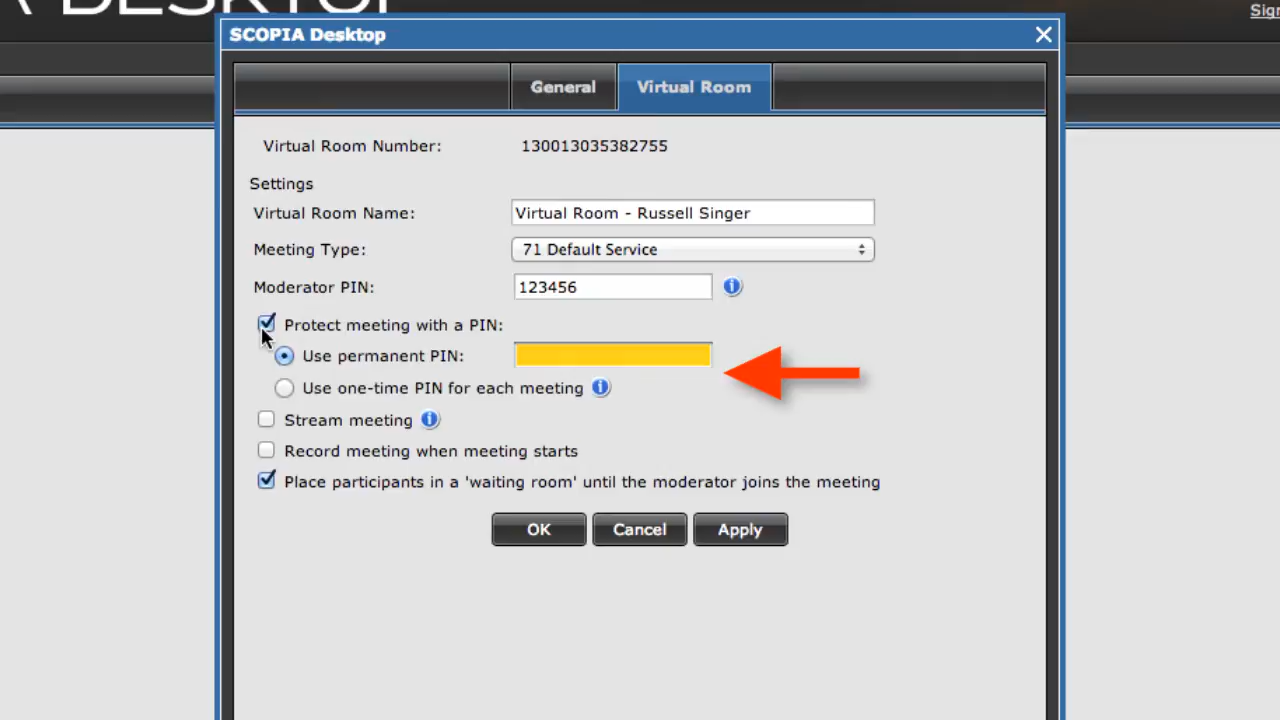 DESKTOP
Sign
SCOPIA Desktop
General
Virtual Room
Virtual Room Number: 130013035382755
Settings
Virtual Room Name: Virtual Room - Russell Singer
Meeting Type: 71 Default Service
Moderator PIN: 123456
Protect meeting with a PIN:
Use permanent PIN:
Use one-time PIN for each meeting
Stream meeting
Record meeting when meeting starts
Place participants in a 'waiting room' until the moderator joins the meeting
OK Cancel Apply